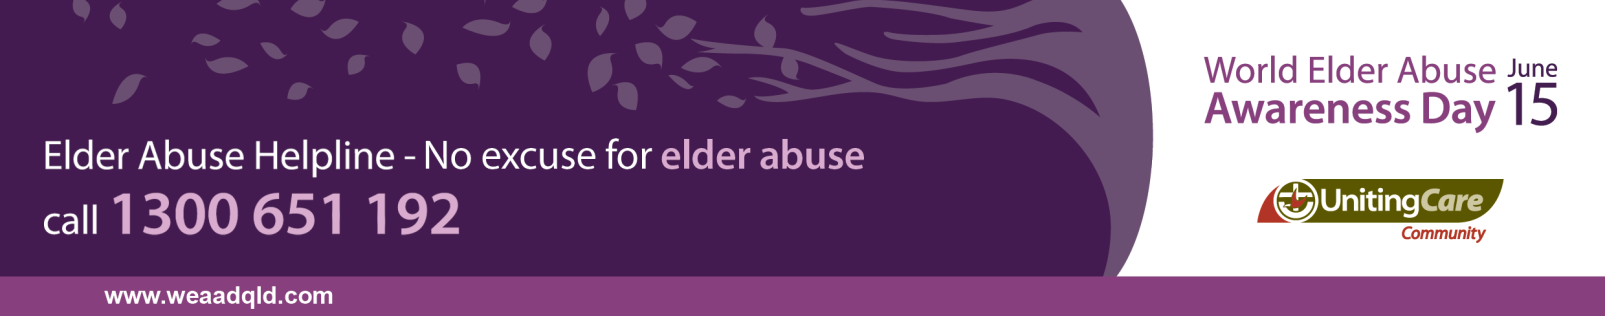 Elder Abuse Helpline - No excuse for elder abuse
call 1300 651 192
www.weaadqld.com
World Elder Abuse June
Awareness Day 15
UnitingCare
Community